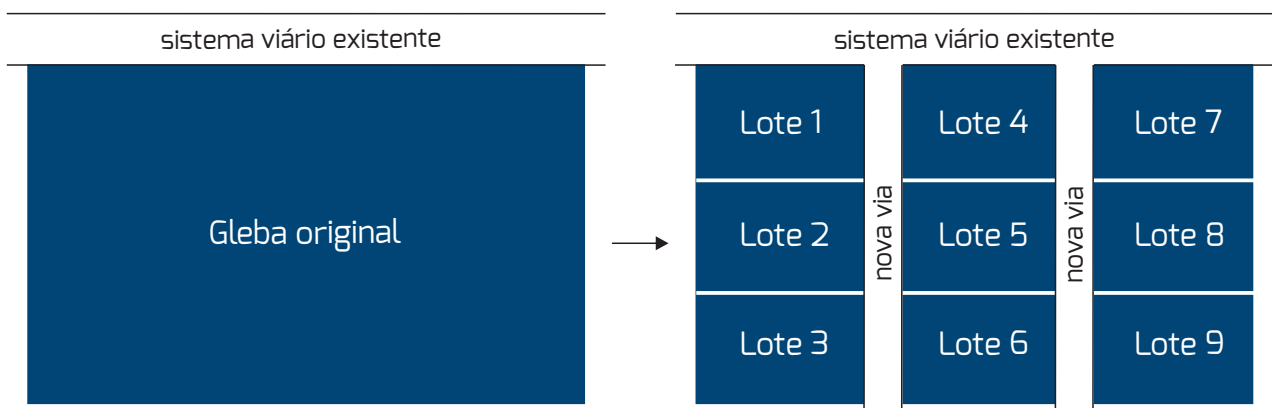 sistema viário existente
Gleba original
sistema viário existente
Lote 1
Lote 4
Lote 7
Lote 2
nova via
Lote 5
nova via
Lote 8
Lote 3
Lote 6
Lote 9